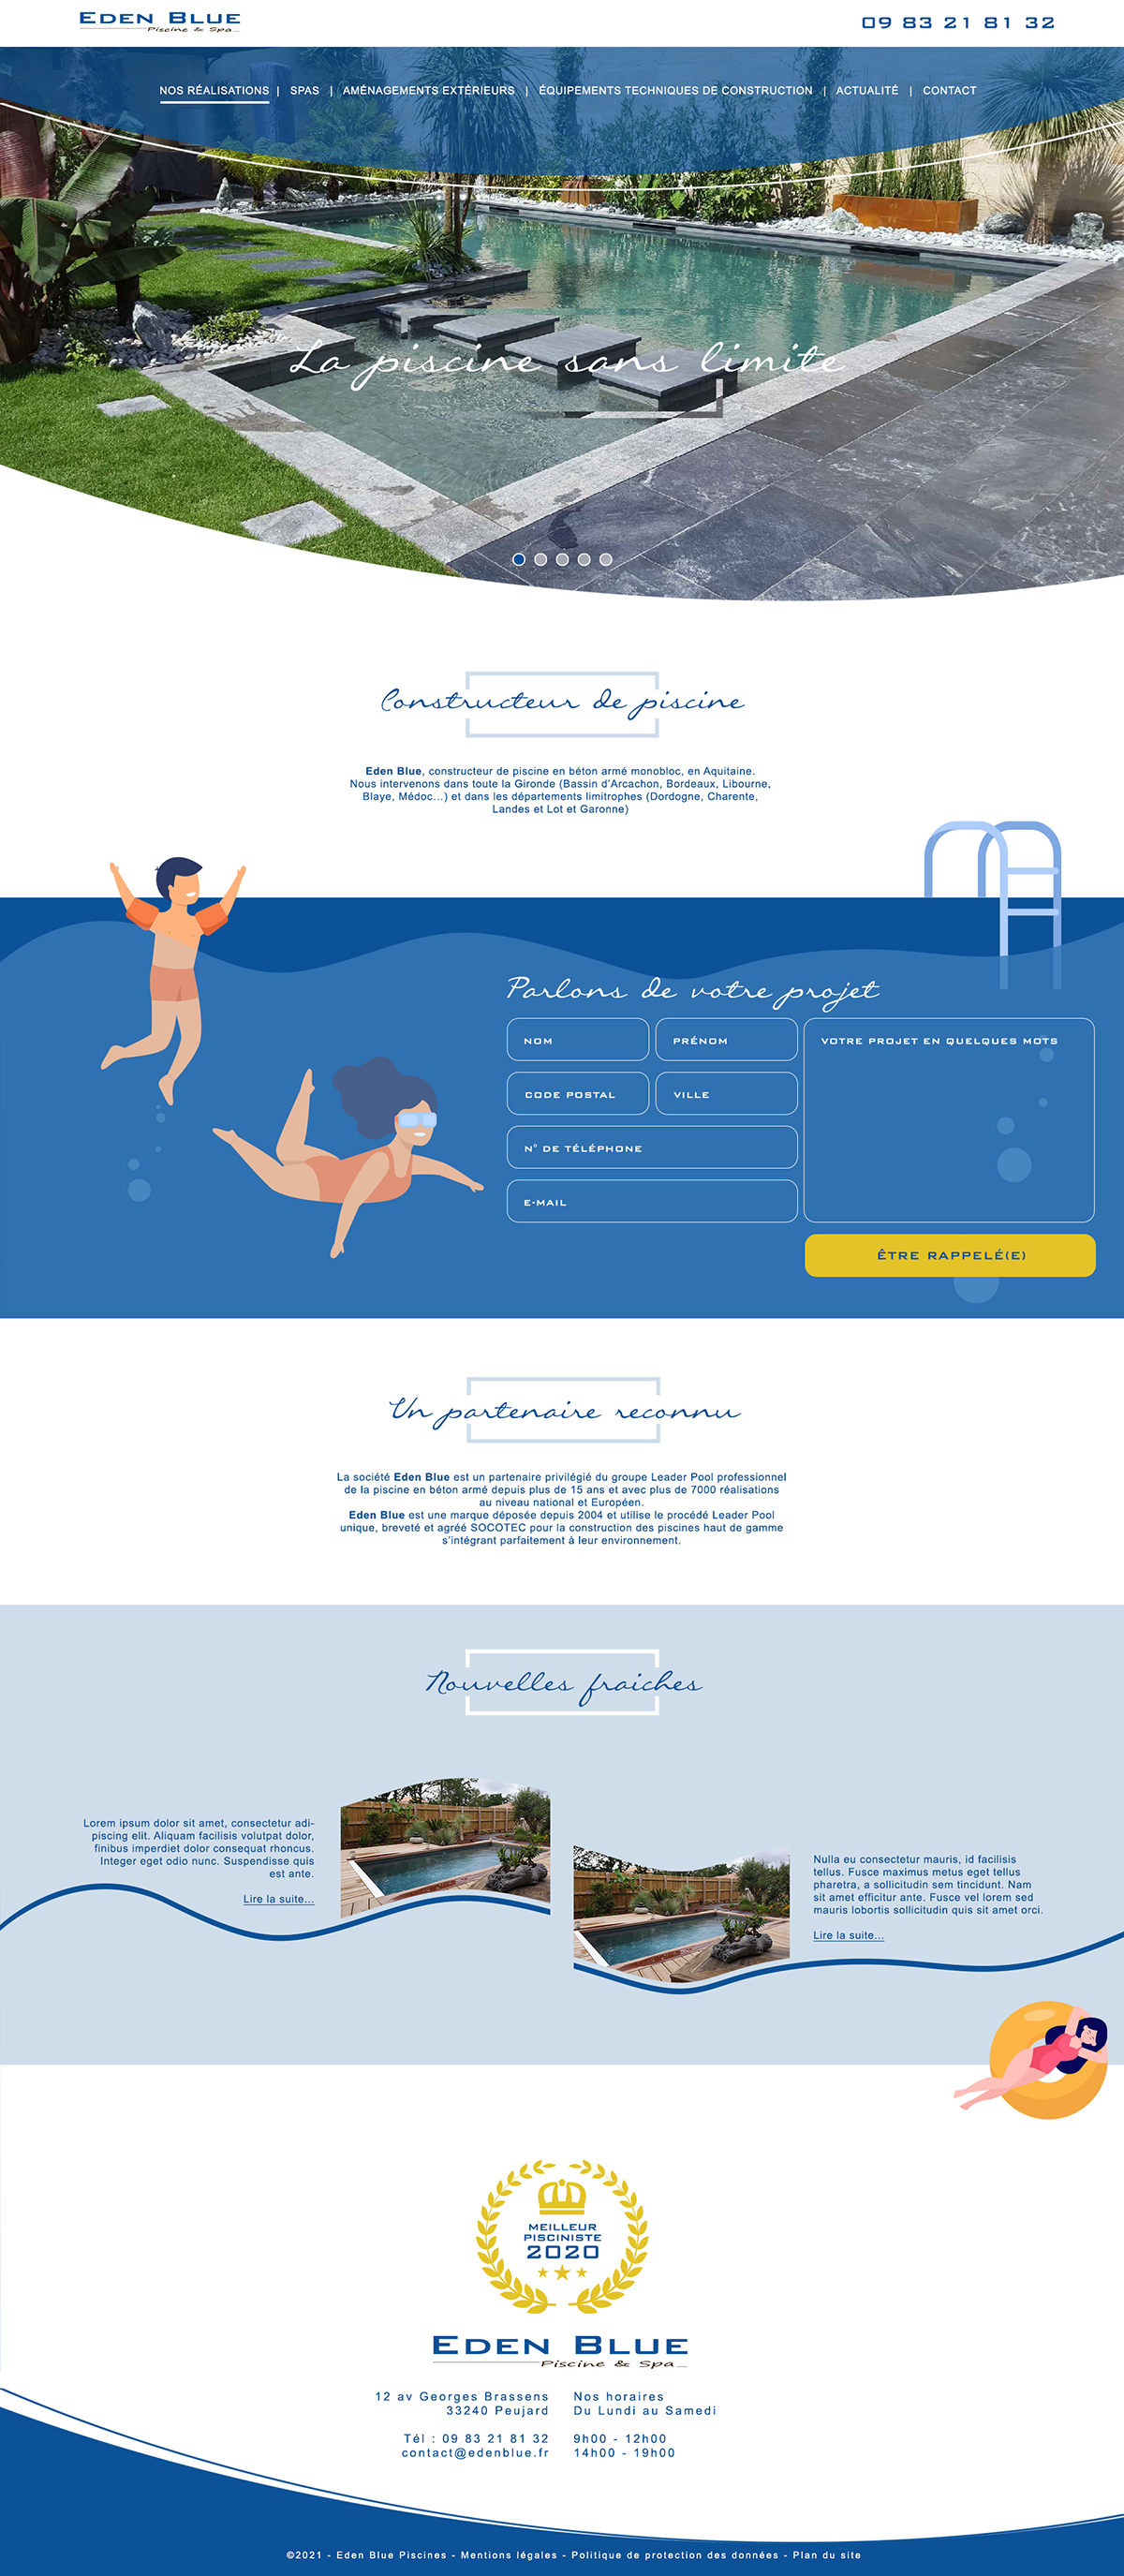 EDEN BLUE
Piscine & Spa
09 83 21 81 32
NOS RÉALISATIONS | SPAS | AMÉNAGEMENTS EXTÉRIEURS | ÉQUIPEMENTS TECHNIQUES DE CONSTRUCTION | ACTUALITÉ | CONTACT
La piscine sans limite
Constructeur de piscine
Eden Blue, constructeur de piscine en béton armé monobloc, en Aquitaine.
Nous intervenons dans toute la Gironde (Bassin d'Arcachon, Bordeaux, Libourne,
Blaye, Médoc...) et dans les départements limitrophes (Dordogne, Charente,
Landes et Lot et Garonne)
Parlons de votre projet
NOM
PRÉNOM
VOTRE PROJET EN QUELQUES MOTS
CODE POSTAL
VILLE
N° DE TÉLÉPHONE
E-MAIL
ÊTRE RAPPELÉ(E)
Un partenaire reconnu
La société Eden Blue est un partenaire privilégié du groupe Leader Pool professionnel
de la piscine en béton armé depuis plus de 15 ans et avec plus de 7000 réalisations
au niveau national et Européen.
Eden Blue est une marque déposée depuis 2004 et utilise le procédé Leader Pool
unique, breveté et agréé SOCOTEC pour la construction des piscines haut de gamme
s'intégrant parfaitement à leur environnement.
Nouvelles fraiches
Lorem ipsum dolor sit amet, consectetur adi-
piscing elit. Aliquam facilisis volutpat dolor,
finibus imperdiet dolor consequat rhoncus.
Integer eget odio nunc. Suspendisse quis
est ante.
Lire la suite...
Nulla eu consectetur mauris, id facilisis
tellus. Fusce maximus metus eget tellus
pharetra, a sollicitudin sem tincidunt. Nam
sit amet efficitur ante. Fusce vel lorem sed
mauris lobortis sollicitudin quis sit amet orci.
Lire la suite...
MEILLEUR
PISCINISTE
2020
EDEN BLUE
Piscine & Spa
12 av Georges Brassens
33240 Peujard
Tél : 09 83 21 81 32
contact@edenblue.fr
Nos horaires
Du Lundi au Samedi
9h00 - 12h00
14h00 - 19h00
©2021 - Eden Blue Piscines - Mentions légales - Politique de protection des données - Plan du site